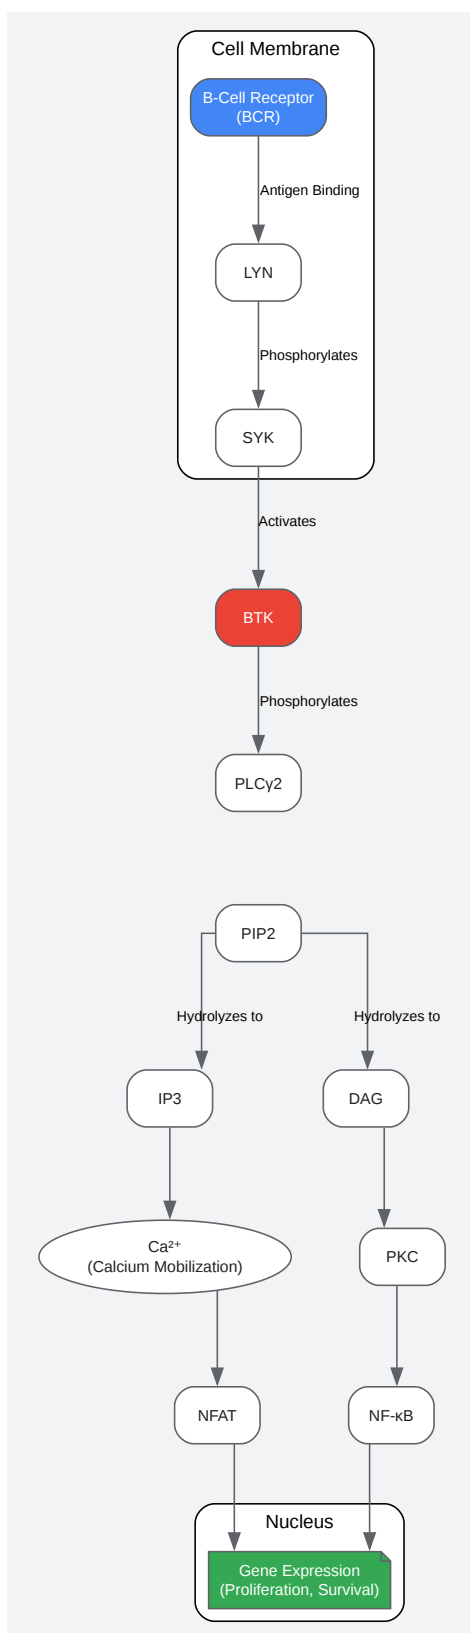 Cell Membrane
B-Cell Receptor
(BCR)
Antigen Binding
LYN
Phosphorylates
SYK
Activates
BTK
Phosphorylates
PLCγ2
PIP2
Hydrolyzes to
Hydrolyzes to
IP3
DAG
Ca²⁺
(Calcium Mobilization)
PKC
NFAT
NF-κB
Nucleus
Gene Expression
(Proliferation, Survival)